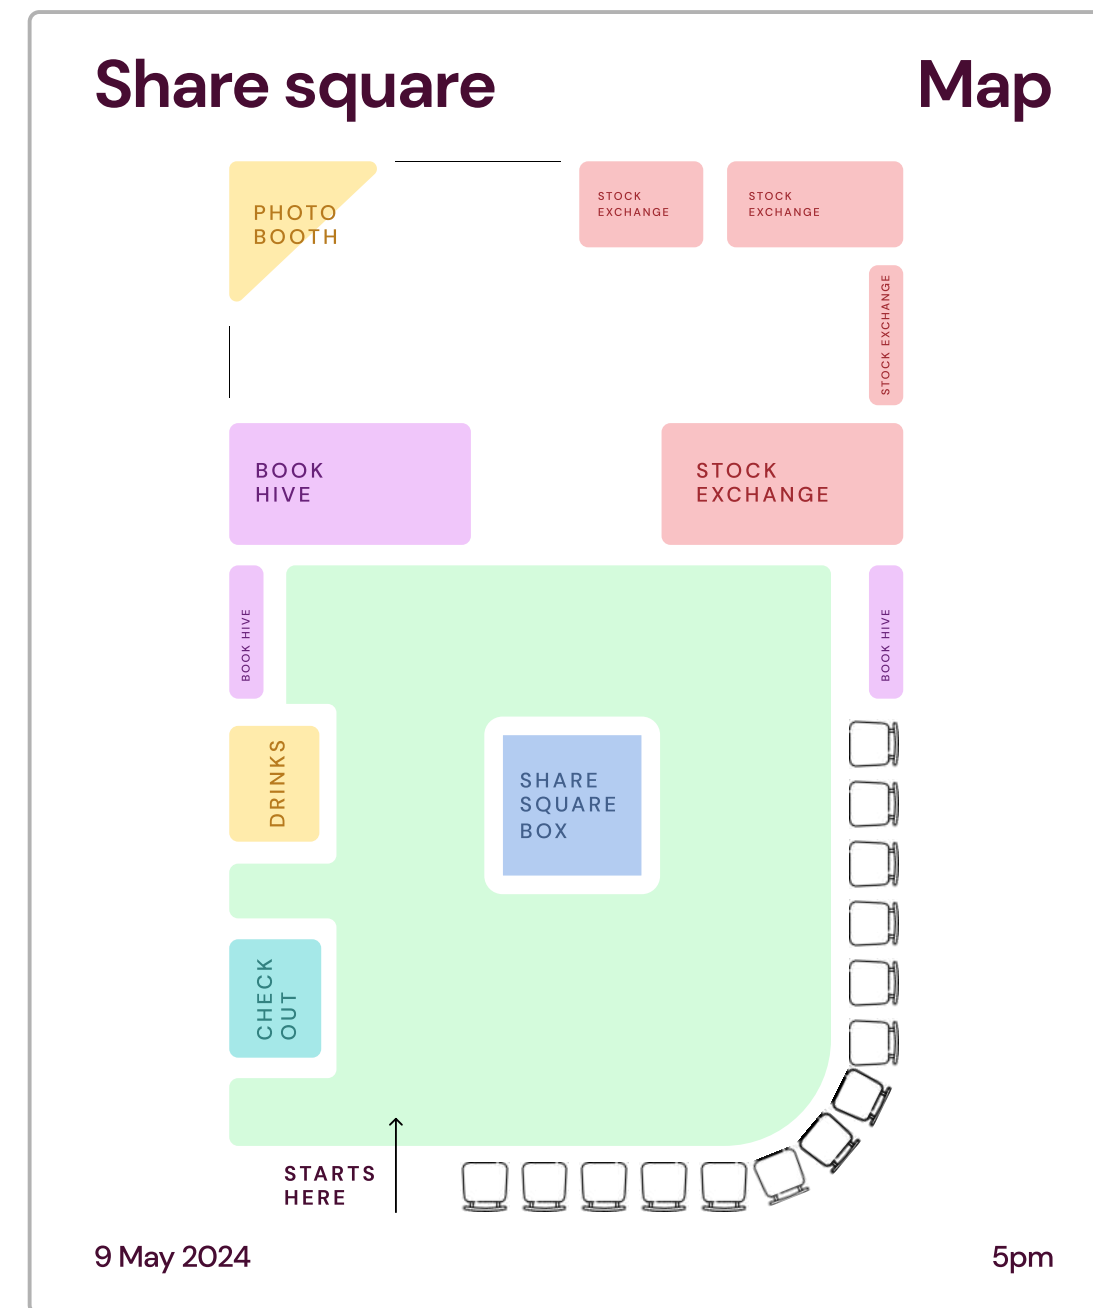 Share square
Map
PHOTO
BOOTH
STOCK
EXCHANGE
STOCK
EXCHANGE
STOCK EXCHANGE
BOOK
HIVE
STOCK
EXCHANGE
BOOK HIVE
BOOK HIVE
DRINKS
SHARE
SQUARE
BOX
CHECK
OUT
STARTS
HERE
9 May 2024
5pm